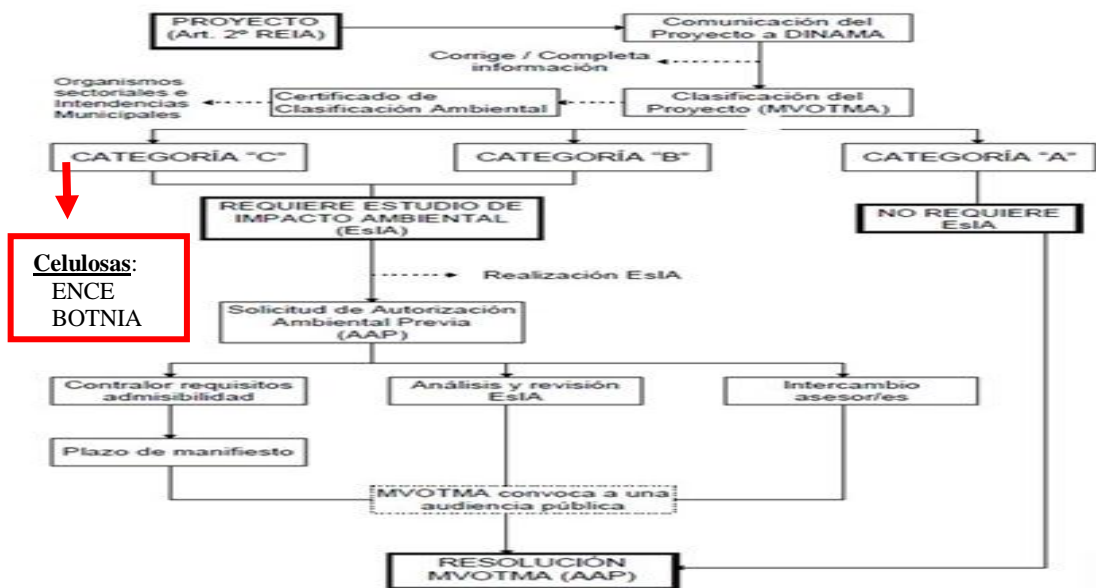 PROYECTO
(Art. 2º REIA)
Comunicación del
Proyecto a DINAMA
Corrige / Completa
información
Organismos
sectoriales e
Intendencias
Municipales
Certificado de
Clasificación Ambiental
Clasificación del
Proyecto (MVOTMA)
CATEGORÍA "C"
CATEGORÍA "B"
CATEGORÍA "A"
REQUIERE ESTUDIO DE
IMPACTO AMBIENTAL
(EsIA)
NO REQUIERE
EsIA
Celulosas:
ENCE
BOTNIA
Realización EsIA
Solicitud de Autorización
Ambiental Previa
(AAP)
Contralor requisitos
admisibilidad
Análisis y revisión
EsIA
Intercambio
asesor/es
Plazo de manifiesto
MVOTMA convoca a una
audiencia pública
RESOLUCIÓN
MVOTMA (AAP)